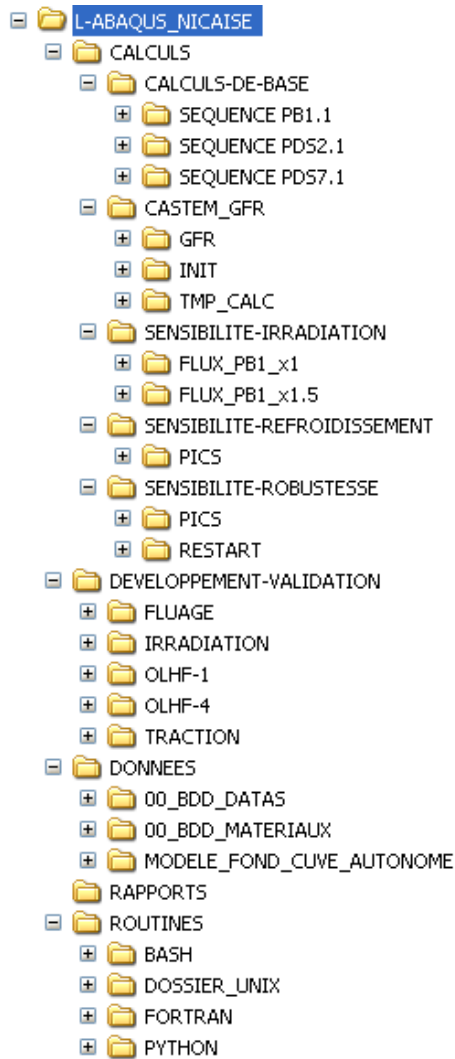 L-ABAQUS_NICAISE
CALCULS
CALCULS-DE-BASE
SEQUENCE PB1.1
SEQUENCE PDS2.1
SEQUENCE PDS7.1
CASTEM_GFR
GFR
INIT
TMP_CALC
SENSIBILITE-IRRADIATION
FLUX_PB1_x1
FLUX_PB1_x1.5
SENSIBILITE-REFROIDISSEMENT
PICS
SENSIBILITE-ROBUSTESSE
PICS
RESTART
DEVELOPPEMENT-VALIDATION
FLUAGE
IRRADIATION
OLHF-1
OLHF-4
TRACTION
DONNEES
00_BDD_DATAS
00_BDD_MATERIAUX
MODELE_FOND_CUVE_AUTONOME
RAPPORTS
ROUTINES
BASH
DOSSIER_UNIX
FORTRAN
PYTHON